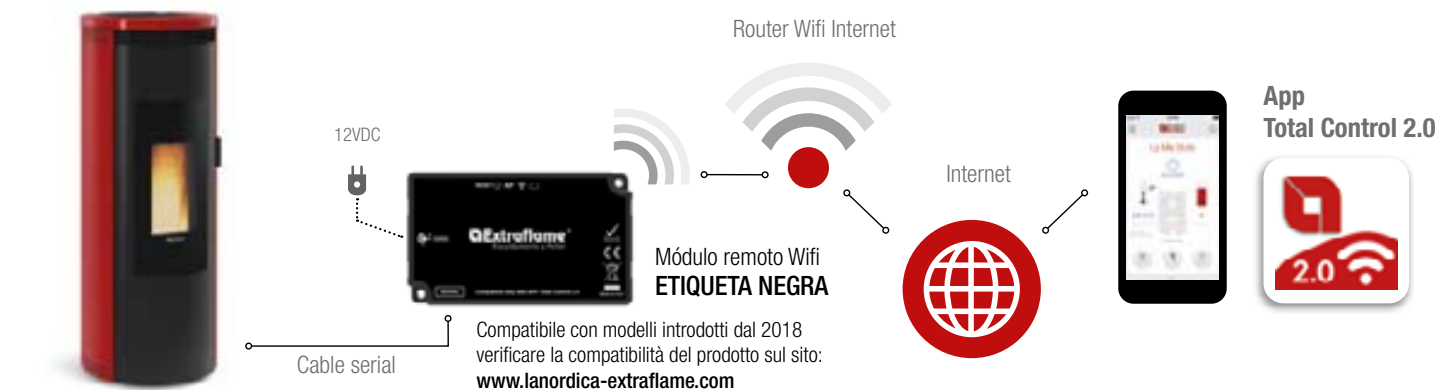 Router Wifi Internet
App
Total Control 2.0
12VDC
Internet
Extraflame
Módulo remoto Wifi
ETIQUETA NEGRA
2.0
Compatibile con modelli introdotti dal 2018
verificare la compatibilità del prodotto sul sito:
www.lanordica-extraflame.com
Cable serial